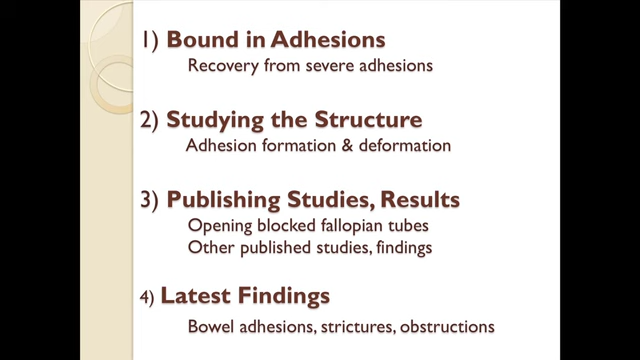 1) Bound in Adhesions
Recovery from severe adhesions
2) Studying the Structure
Adhesion formation & deformation
3) Publishing Studies, Results
Opening blocked fallopian tubes
Other published studies, findings
4) Latest Findings
Bowel adhesions, strictures, obstructions